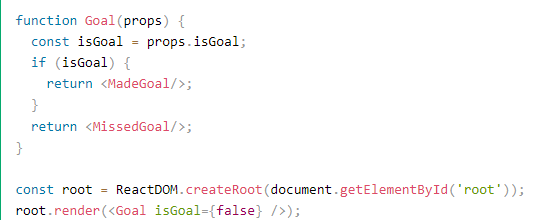 function Goal(props) {
  const isGoal = props.isGoal;
  if (isGoal) {
    return <MadeGoal/>;
  }
  return <MissedGoal/>;
}

const root = ReactDOM.createRoot(document.getElementById('root'));
root.render(<Goal isGoal={false} />);